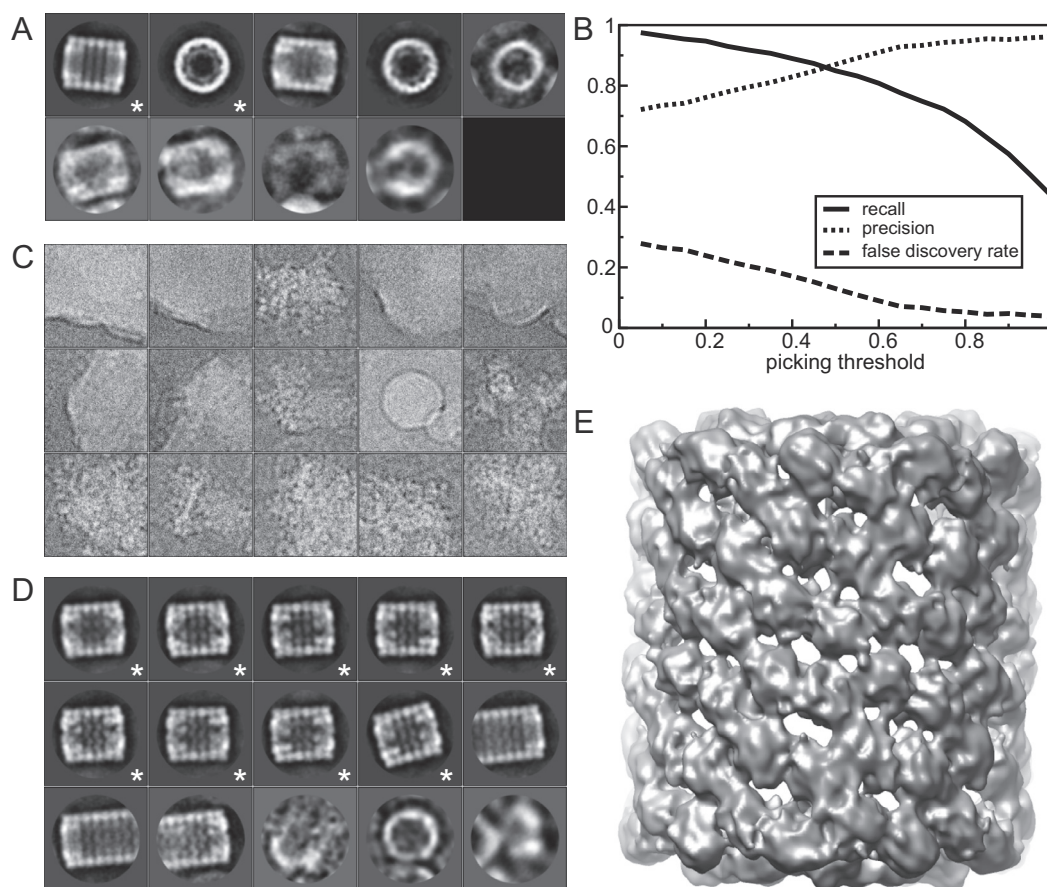 A
*
*
B
1
0.8
0.6
0.4
0.2
0
recall
precision
false discovery rate
0
0.2
0.4
0.6
0.8
picking threshold
C
D
*
*
*
*
*
*
*
*
*
E